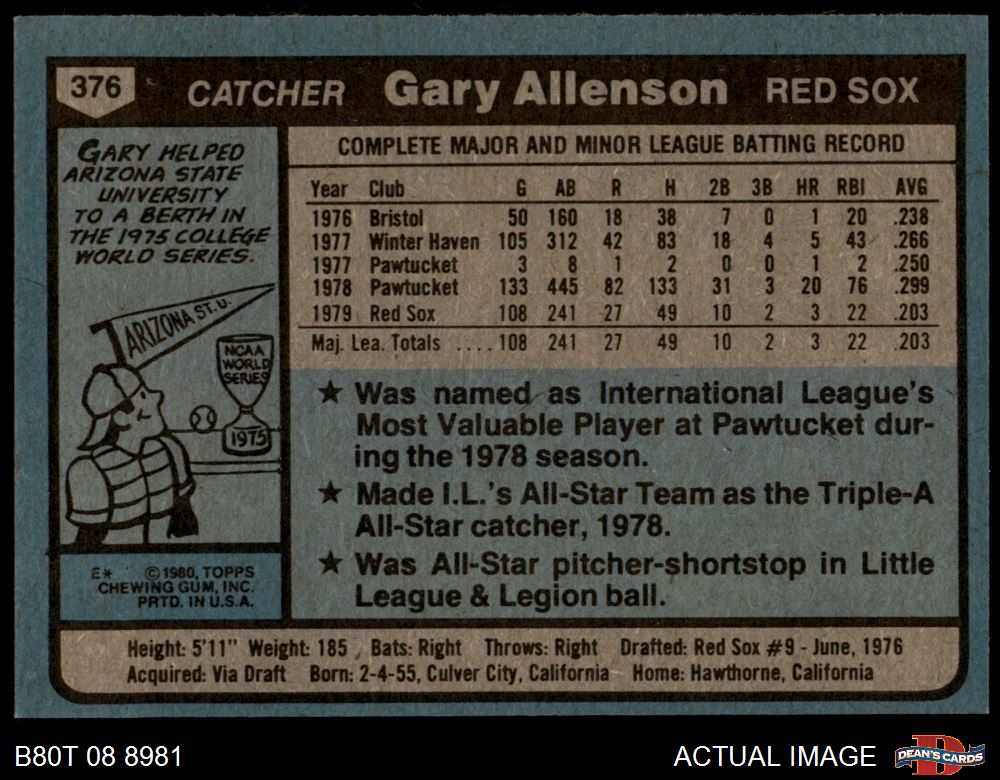 376 CATCHER Gary Allenson RED SOX
GARY HELPED
ARIZONA STATE
UNIVERSITY
TO A BERTH IN
THE 1975 COLLEGE
WORLD SERIES.
ARIZONA ST. U.
NCAA
WORLD
SERIES
1975
E* © 1980, TOPPS
CHEWING GUM, INC.
PRTD. IN U.S.A.
COMPLETE MAJOR AND MINOR LEAGUE BATTING RECORD
Year Club G AB R H 2B 3B HR RBI AVG
1976 Bristol 50 160 18 38 7 0 1 20 .238
1977 Winter Haven 105 312 42 83 18 4 5 43 .266
1977 Pawtucket 3 8 1 2 0 0 1 2 .250
1978 Pawtucket 133 445 82 133 31 3 20 76 .299
1979 Red Sox 108 241 27 49 10 2 3 22 .203
Maj. Lea. Totals .... 108 241 27 49 10 2 3 22 .203
★ Was named as International League's
Most Valuable Player at Pawtucket dur-
ing the 1978 season.
★ Made I.L.'s All-Star Team as the Triple-A
All-Star catcher, 1978.
★ Was All-Star pitcher-shortstop in Little
League & Legion ball.
Height: 5'11" Weight: 185 Bats: Right Throws: Right Drafted: Red Sox #9 - June, 1976
Acquired: Via Draft Born: 2-4-55, Culver City, California Home: Hawthorne, California
B80T 08 8981 ACTUAL IMAGE DEAN'S CARDS